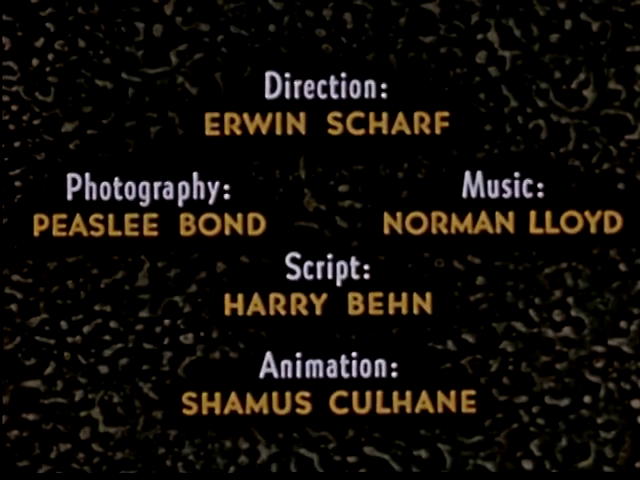 Direction:
ERWIN SCHARF
Photography:
PEASLEE BOND
Music:
NORMAN LLOYD
Script:
HARRY BEHN
Animation:
SHAMUS CULHANE